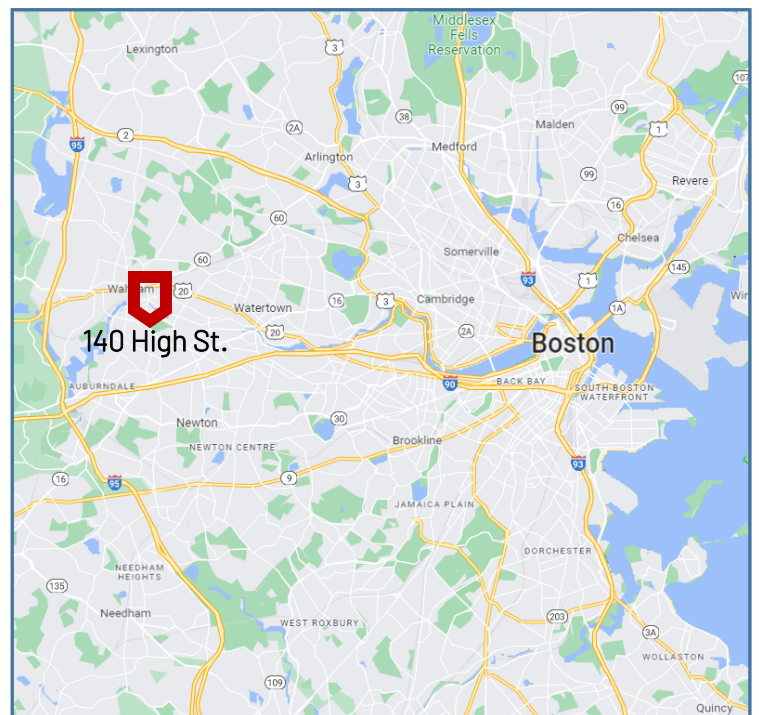 Middlesex
Fells
Reservation
Lexington
3
107
38
99
2A
Malden
1
2
95
Arlington
Medford
99
3
Revere
16
60
Chelsea
60
Somerville
145
93
1
20
Watertown
16
3
Cambridge
1A
Win
20
2A
140 High St.
Boston
90
BACK BAY
AUBURNDALE
SOUTH BOSTON
WATERFRONT
30
Newton
NEWTON CENTRE
Brookline
93
16
95
9
JAMAICA PLAIN
DORCHESTER
NEEDHAM
HEIGHTS
135
Needham
WEST ROXBURY
203
3A
WOLLASTON
109
Quincy